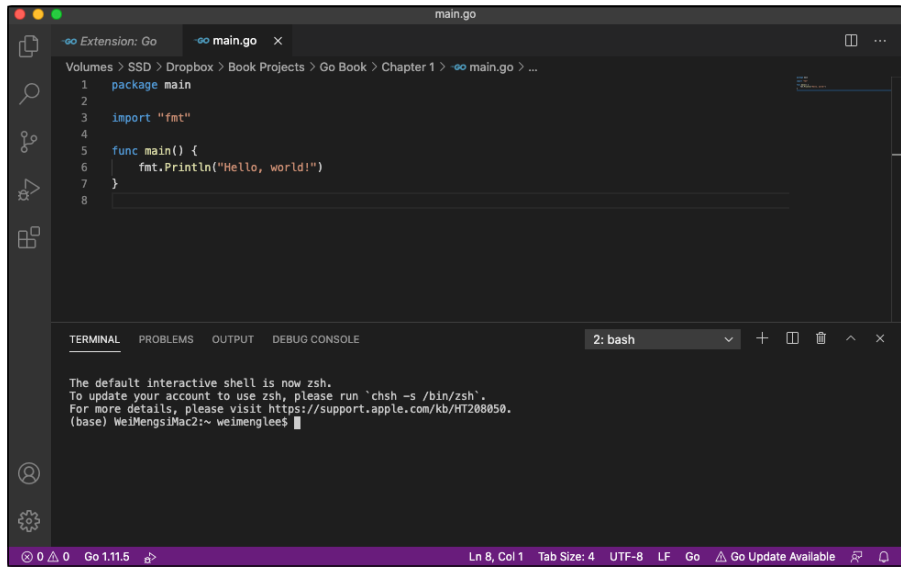 main.go
Extension: Go main.go
Volumes > SSD > Dropbox > Book Projects > Go Book > Chapter 1 > main.go > ...
1 package main
2
3 import "fmt"
4
5 func main() {
6 fmt.Println("Hello, world!")
7 }
8
TERMINAL PROBLEMS OUTPUT DEBUG CONSOLE 2: bash
The default interactive shell is now zsh.
To update your account to use zsh, please run `chsh -s /bin/zsh`.
For more details, please visit https://support.apple.com/kb/HT208050.
(base) WeiMengsiMac2:~ weimenglee$
0 0 Go 1.11.5 Ln 8, Col 1 Tab Size: 4 UTF-8 LF Go Go Update Available